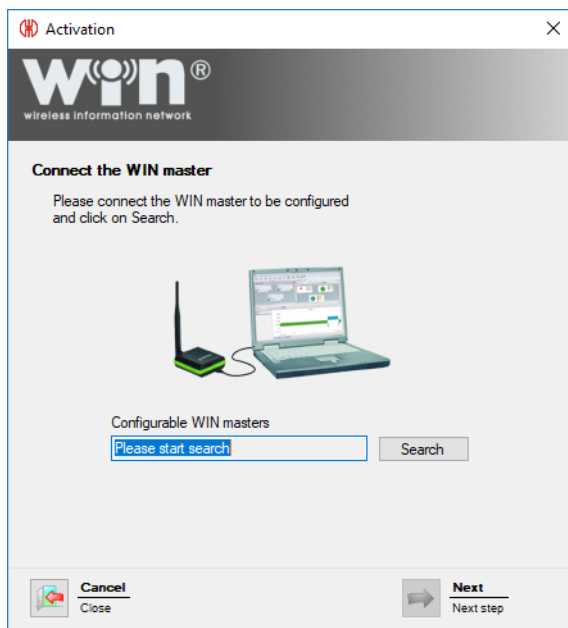 Activation
WIN®
wireless information network
Connect the WIN master
Please connect the WIN master to be configured
and click on Search.
Configurable WIN masters
Please start search
Search
Cancel
Close
Next
Next step